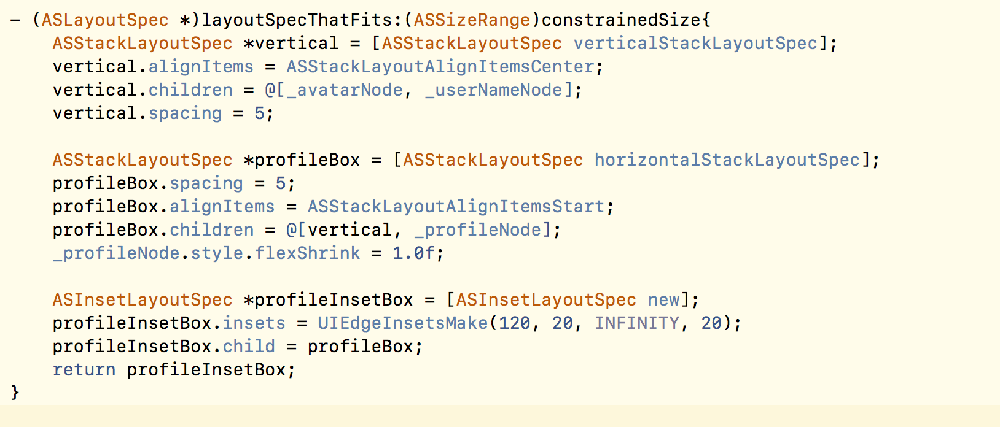 - (ASLayoutSpec *)layoutSpecThatFits:(ASSizeRange)constrainedSize{
    ASStackLayoutSpec *vertical = [ASStackLayoutSpec verticalStackLayoutSpec];
    vertical.alignItems = ASStackLayoutAlignItemsCenter;
    vertical.children = @[_avatarNode, _userNameNode];
    vertical.spacing = 5;

    ASStackLayoutSpec *profileBox = [ASStackLayoutSpec horizontalStackLayoutSpec];
    profileBox.spacing = 5;
    profileBox.alignItems = ASStackLayoutAlignItemsStart;
    profileBox.children = @[vertical, _profileNode];
    _profileNode.style.flexShrink = 1.0f;

    ASInsetLayoutSpec *profileInsetBox = [ASInsetLayoutSpec new];
    profileInsetBox.insets = UIEdgeInsetsMake(120, 20, INFINITY, 20);
    profileInsetBox.child = profileBox;
    return profileInsetBox;
}